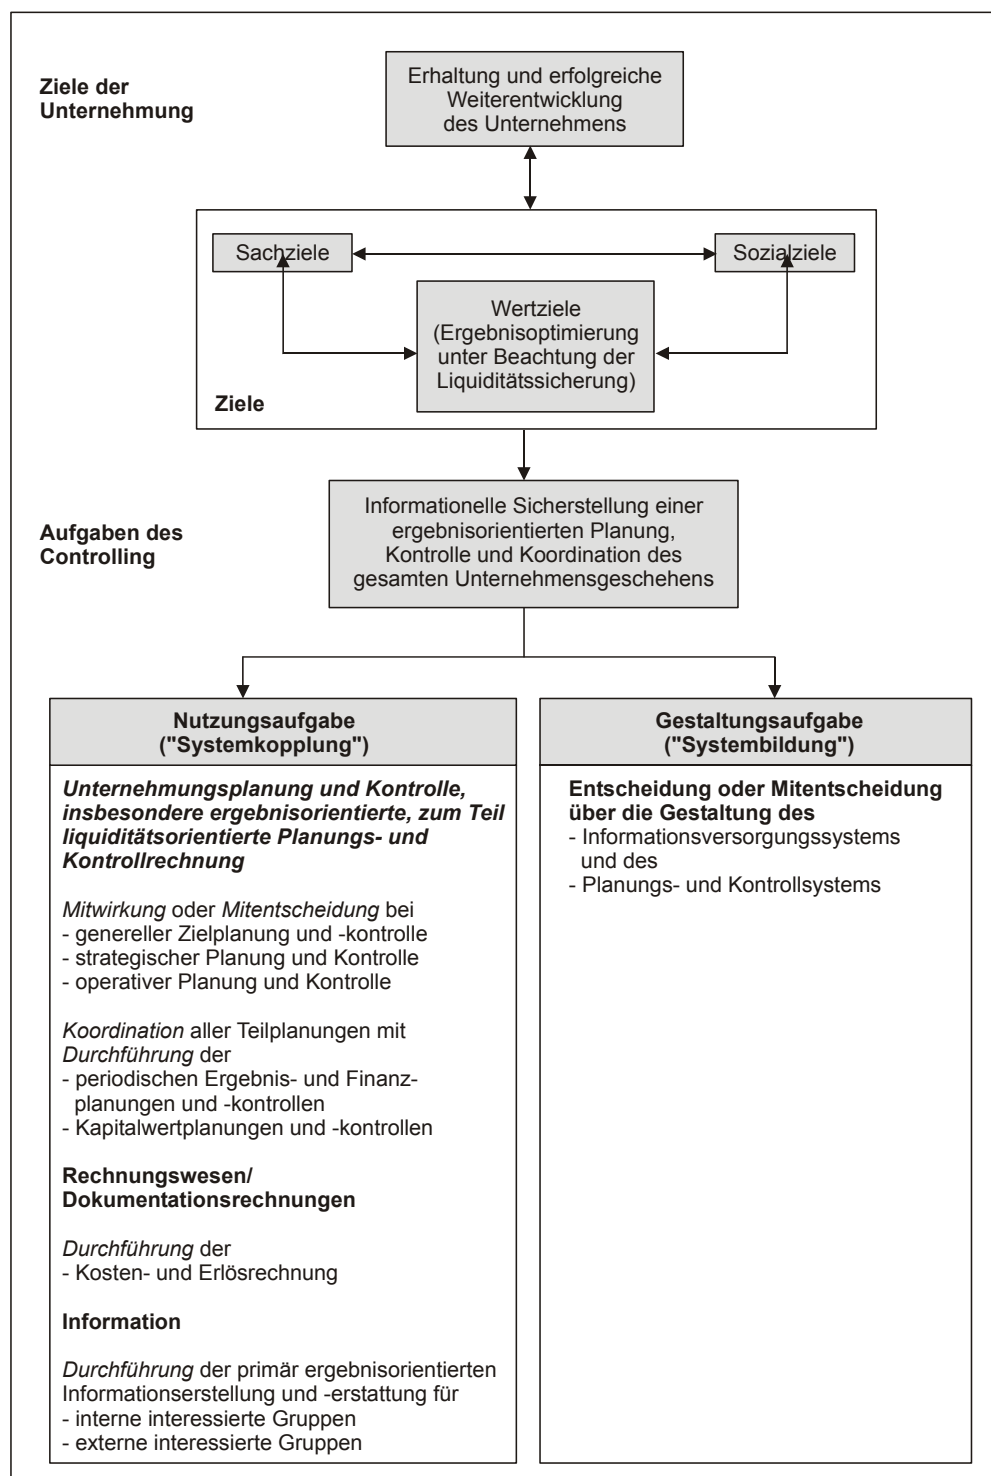 Ziele der
Unternehmung
Erhaltung und erfolgreiche
Weiterentwicklung
des Unternehmens
Sachziele
Sozialziele
Wertziele
(Ergebnisoptimierung
unter Beachtung der
Liquiditätssicherung)
Ziele
Aufgaben des
Controlling
Informationelle Sicherstellung einer
ergebnisorientierten Planung,
Kontrolle und Koordination des
gesamten Unternehmensgeschehens
Nutzungsaufgabe
("Systemkopplung")
Unternehmungsplanung und Kontrolle,
insbesondere ergebnisorientierte, zum Teil
liquiditätsorientierte Planungs- und
Kontrollrechnung
Mitwirkung oder Mitentscheidung bei
- genereller Zielplanung und -kontrolle
- strategischer Planung und Kontrolle
- operativer Planung und Kontrolle
Koordination aller Teilplanungen mit
Durchführung der
- periodischen Ergebnis- und Finanz-
planungen und -kontrollen
- Kapitalwertplanungen und -kontrollen
Rechnungswesen/
Dokumentationsrechnungen
Durchführung der
- Kosten- und Erlösrechnung
Information
Durchführung der primär ergebnisorientierten
Informationserstellung und -erstattung für
- interne interessierte Gruppen
- externe interessierte Gruppen
Gestaltungsaufgabe
("Systembildung")
Entscheidung oder Mitentscheidung
über die Gestaltung des
- Informationsversorgungssystems
und des
- Planungs- und Kontrollsystems